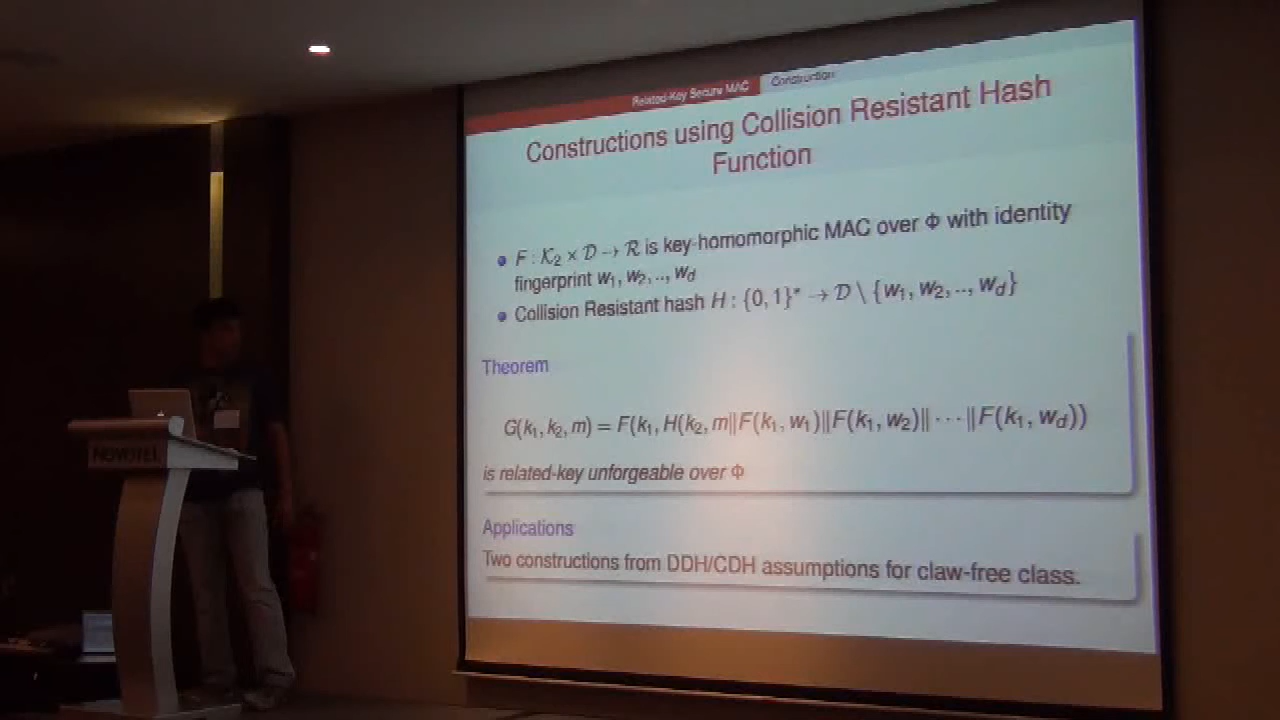 Related-Key Secure MAC Construction
Constructions using Collision Resistant Hash
Function
F : K₂ × D → R is key-homomorphic MAC over Φ with identity
fingerprint w₁, w₂, .., w_d
Collision Resistant hash H : {0, 1}* → D \ {w₁, w₂, .., w_d}
Theorem
G(k₁, k₂, m) = F(k₁, H(k₂, m||F(k₁, w₁)||F(k₁, w₂)|| ··· ||F(k₁, w_d))
is related-key unforgeable over Φ
Applications
Two constructions from DDH/CDH assumptions for claw-free class.
NOVOTEL